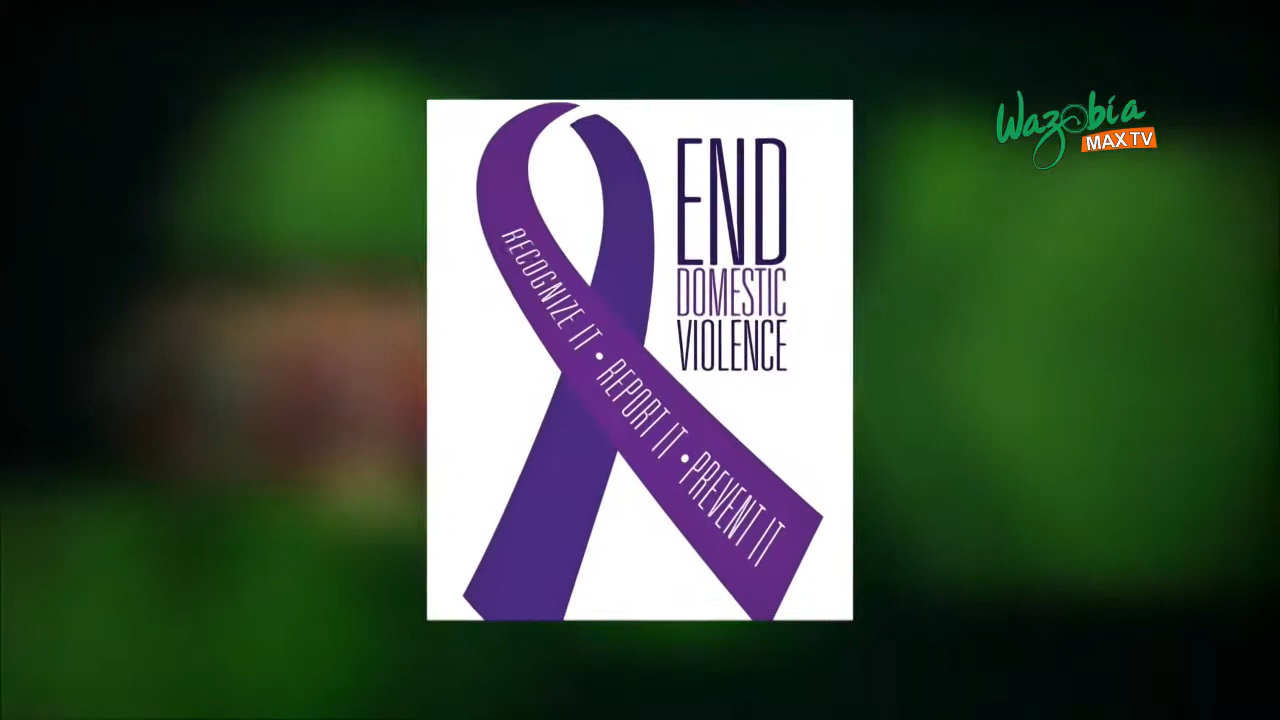 Wazobia
MAX TV
END
DOMESTIC
VIOLENCE
RECOGNIZE IT • REPORT IT • PREVENT IT